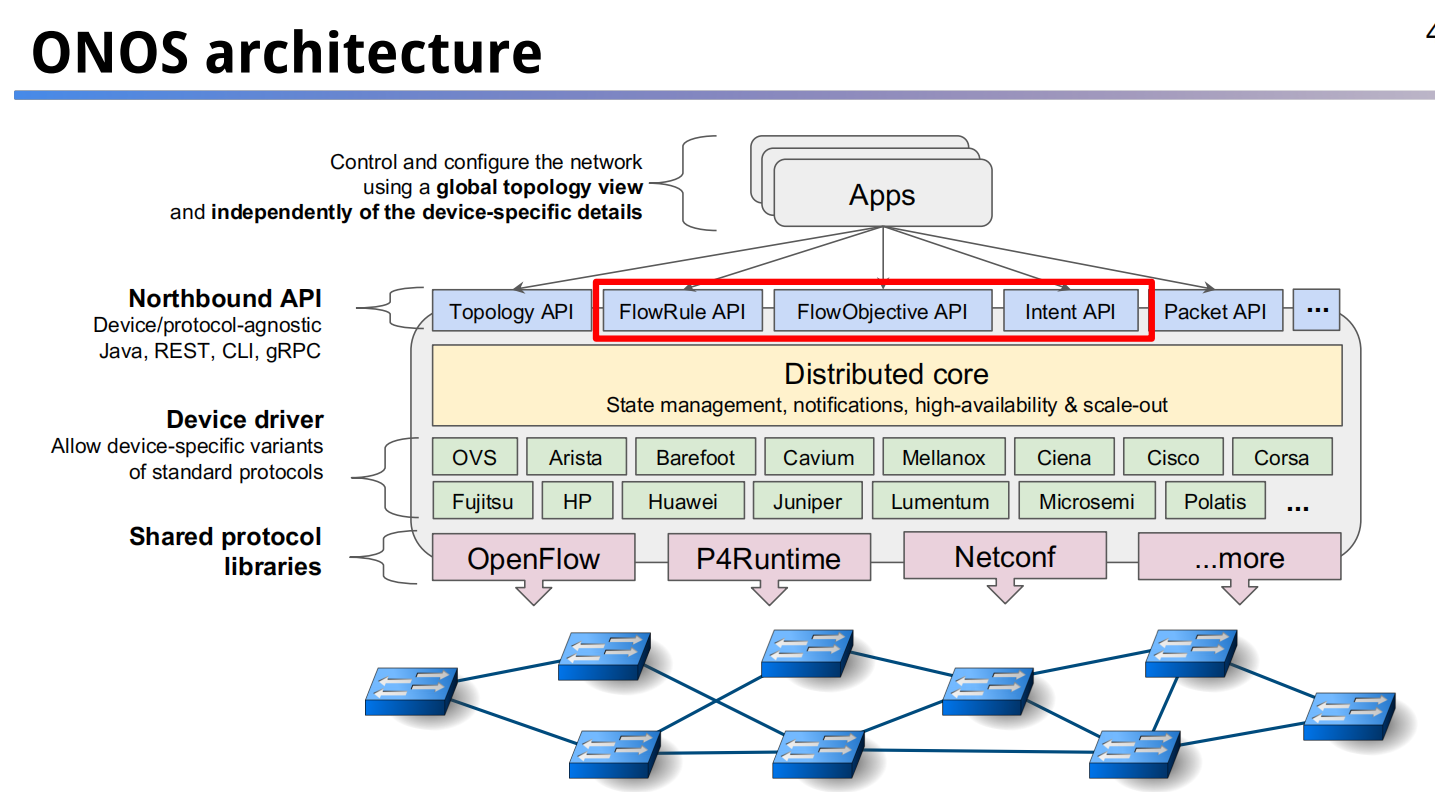 ONOS architecture
4
Control and configure the network
using a global topology view
and independently of the device-specific details
Apps
Northbound API
Device/protocol-agnostic
Java, REST, CLI, gRPC
Topology API
FlowRule API
FlowObjective API
Intent API
Packet API
...
Distributed core
State management, notifications, high-availability & scale-out
Device driver
Allow device-specific variants
of standard protocols
OVS
Arista
Barefoot
Cavium
Mellanox
Ciena
Cisco
Corsa
Fujitsu
HP
Huawei
Juniper
Lumentum
Microsemi
Polatis
...
Shared protocol
libraries
OpenFlow
P4Runtime
Netconf
...more